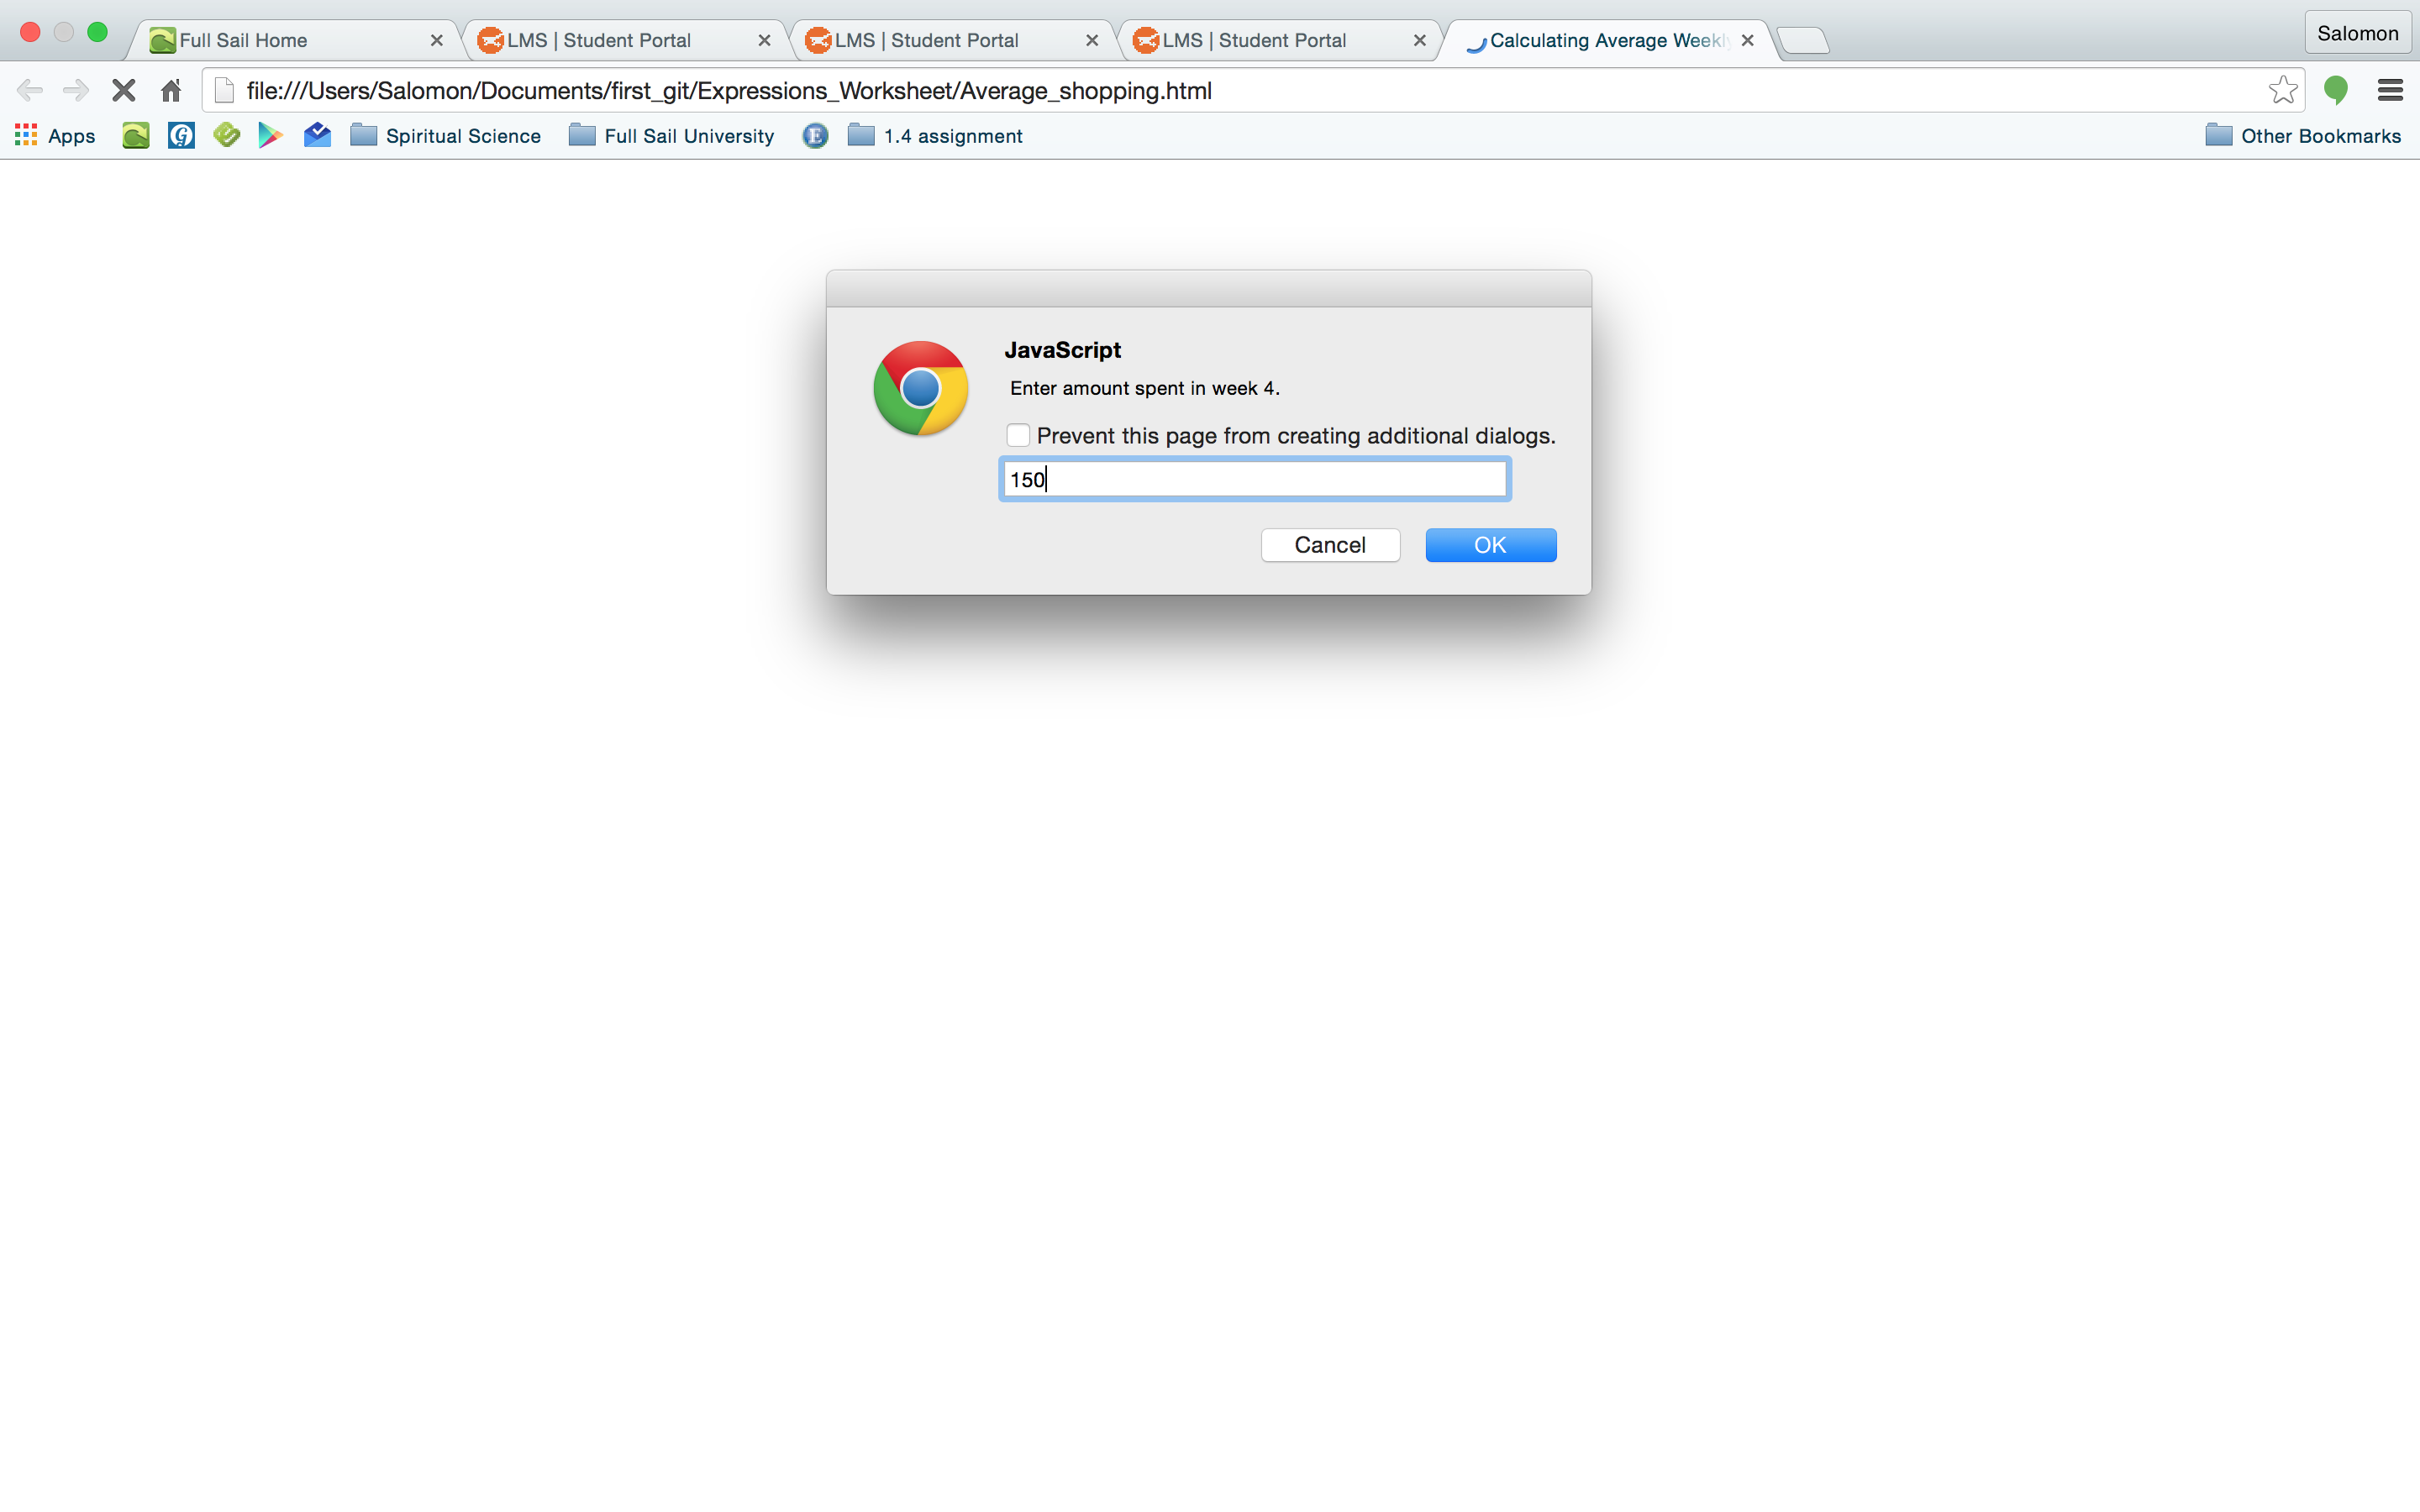 Full Sail Home
LMS | Student Portal
LMS | Student Portal
LMS | Student Portal
Calculating Average Weekly
Salomon
file:///Users/Salomon/Documents/first_git/Expressions_Worksheet/Average_shopping.html
Apps
Spiritual Science
Full Sail University
E
1.4 assignment
Other Bookmarks
JavaScript
Enter amount spent in week 4.
Prevent this page from creating additional dialogs.
150
Cancel
OK